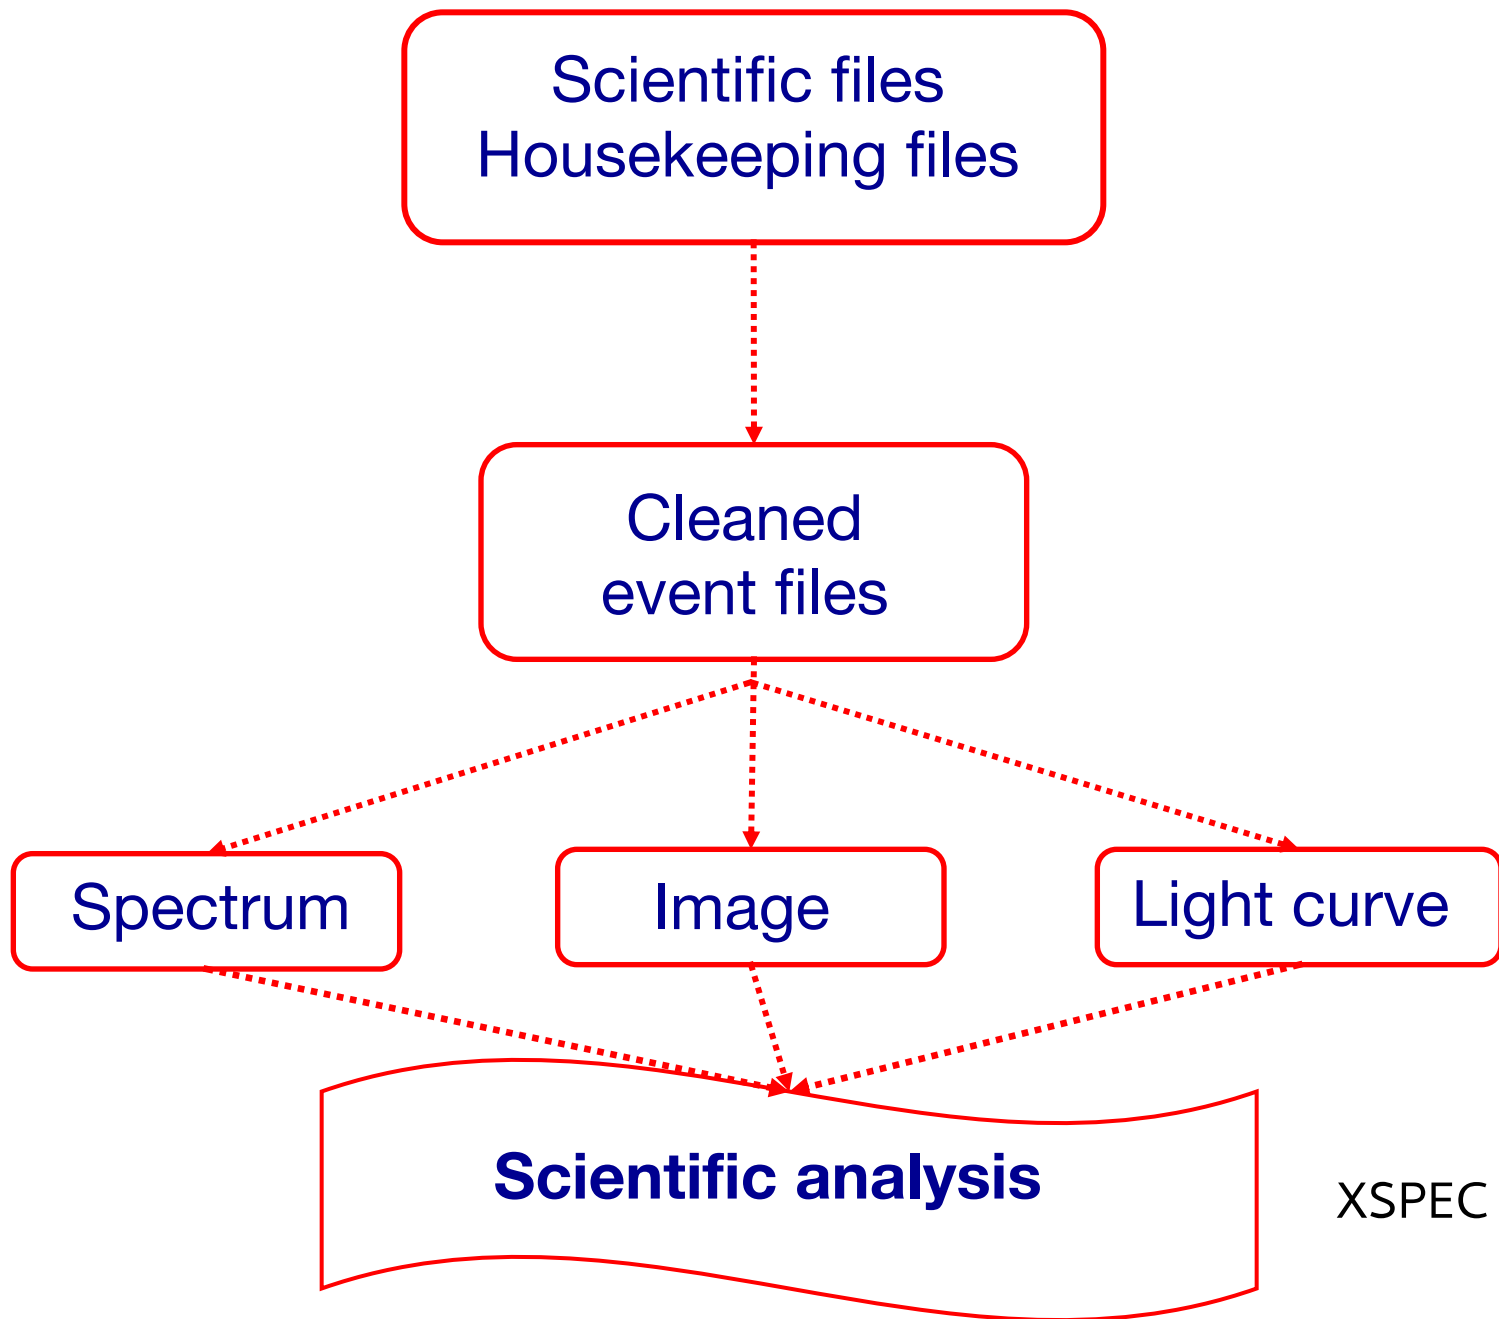 Scientific files
Housekeeping files
Cleaned
event files
Spectrum
Image
Light curve
Scientific analysis
XSPEC